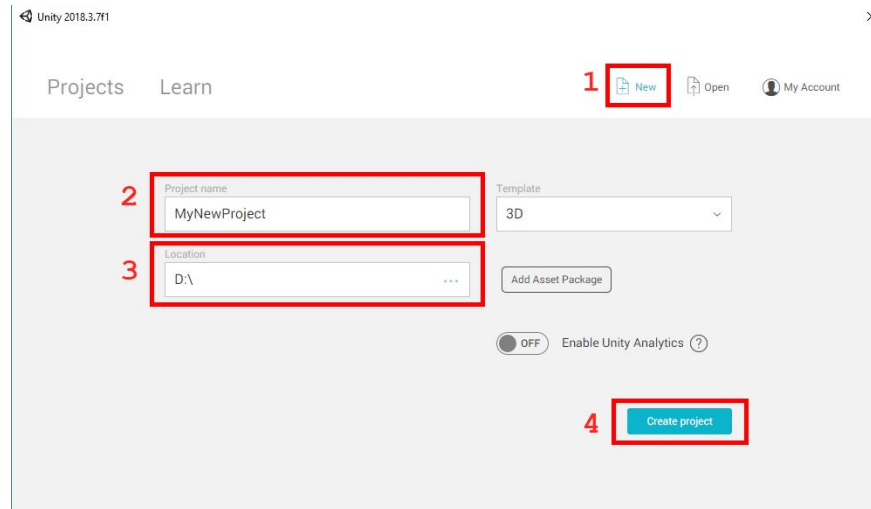 Unity 2018.3.7f1
Projects Learn 1 New Open My Account
Project name Template
2 MyNewProject 3D
Location
3 D:\ ... Add Asset Package
OFF Enable Unity Analytics ?
4 Create project